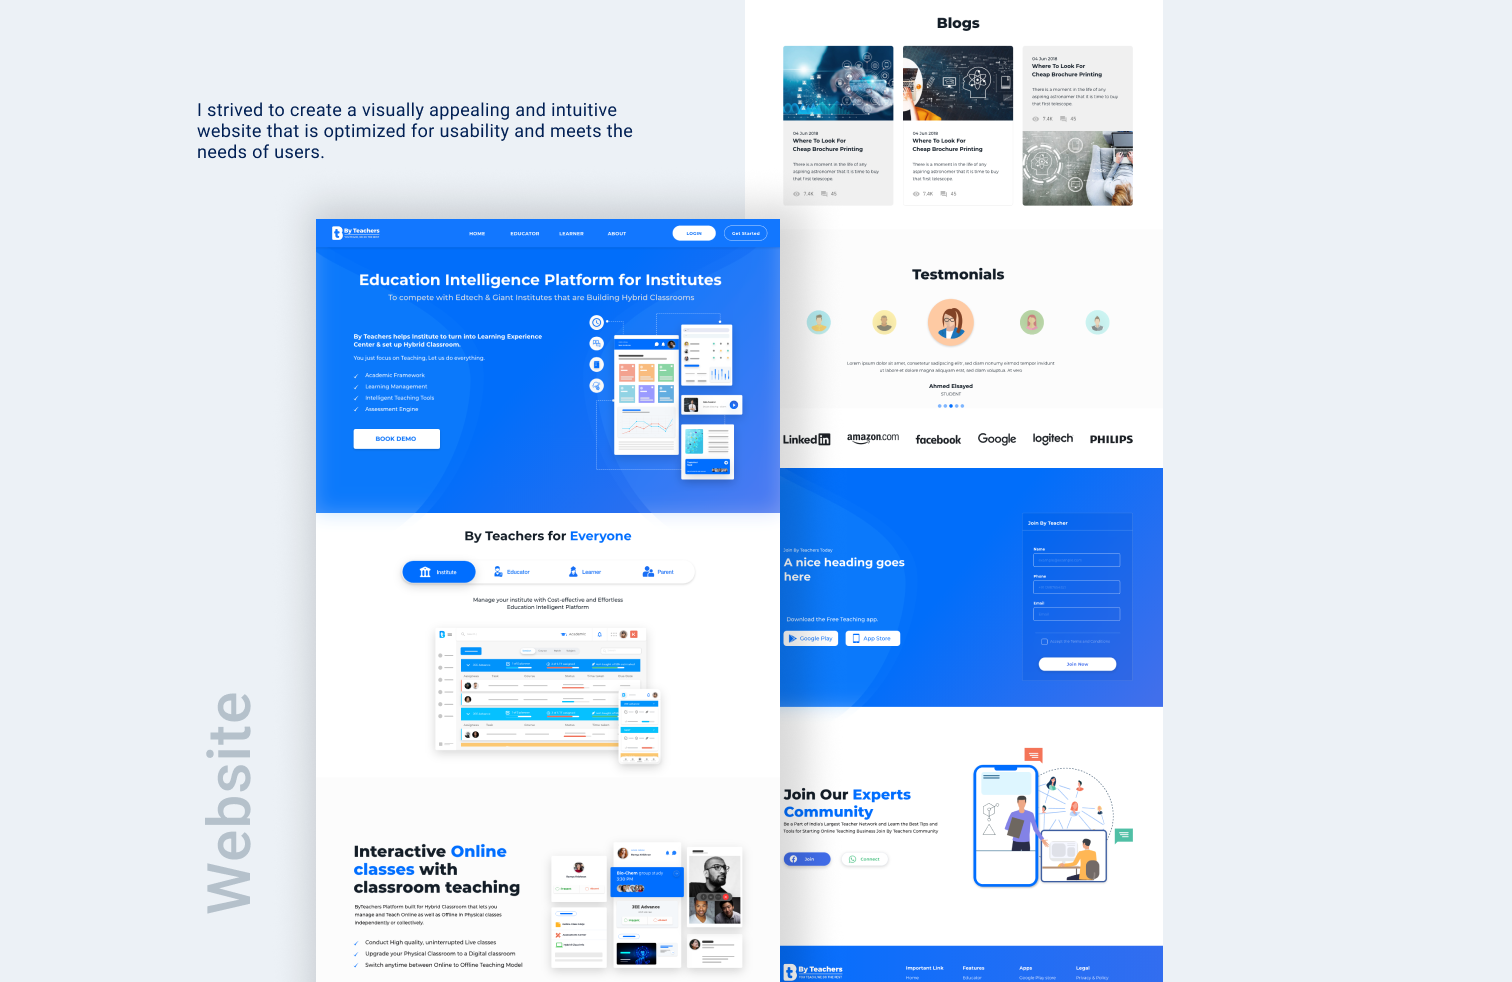 I strived to create a visually appealing and intuitive
website that is optimized for usability and meets the
needs of users.
Website
By Teachers
HOME
EDUCATOR
LEARNER
ABOUT
LOGIN
Get Started
Education Intelligence Platform for Institutes
To compete with Edtech & Giant Institutes that are Building Hybrid Classrooms
By Teachers helps Institute to turn into Learning Experience
Center & set up Hybrid Classroom.
You just focus on Teaching, Let us do everything.
Academic Framework
Learning Management
Intelligent Teaching Tools
Assessment Engine
BOOK DEMO
By Teachers for Everyone
Institute
Educator
Learner
Parent
Manage your institute with Cost-effective and Effortless
Education Intelligent Platform
Interactive Online
classes with
classroom teaching
ByTeachers Platform built for Hybrid Classroom that lets you
manage and Teach Online as well as Offline in Physical classes
independently or collectively.
Conduct High quality, uninterrupted Live classes
Upgrade your Physical Classroom to a Digital classroom
Switch anytime between Online to Offline Teaching Model
Bio-Chem group study
3:30 PM
JEE Advance
Blogs
04 Jun 2018
Where To Look For
Cheap Brochure Printing
There is a moment in the life of any
aspiring astronomer that it is time to buy
that first telescope.
7.4K 45
04 Jun 2018
Where To Look For
Cheap Brochure Printing
There is a moment in the life of any
aspiring astronomer that it is time to buy
that first telescope.
7.4K 45
04 Jun 2018
Where To Look For
Cheap Brochure Printing
There is a moment in the life of any
aspiring astronomer that it is time to buy
that first telescope.
7.4K 45
Testmonials
Lorem ipsum dolor sit amet, consetetur sadipscing elitr, sed diam nonumy eirmod tempor invidunt
ut labore et dolore magna aliquyam erat, sed diam voluptua. At vero
Ahmed Elsayed
STUDENT
Linkedin
amazon.com
facebook
Google
logitech
PHILIPS
Join By Teachers Today
A nice heading goes
here
Download the Free Teaching app.
Google Play
App Store
Join By Teacher
Name
Phone
Email
Join Now
Join Our Experts
Community
Be a Part of India's Largest Teacher Network and Learn the Best Tips and
Tools for Starting Online Teaching Business Join By Teachers Community
Join
Connect
By Teachers
Important Link
Home
Features
Educator
Apps
Google Play store
Legal
Privacy & Policy